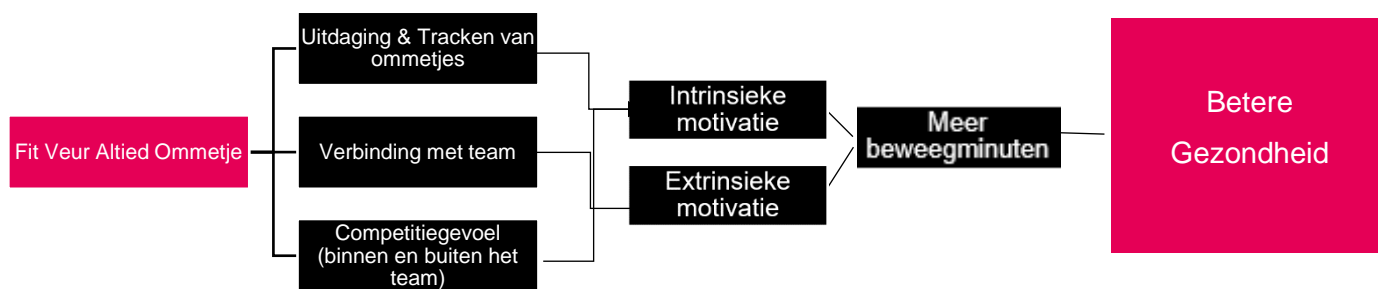 Fit Veur Altied Ommetje
Uitdaging & Tracken van
ommetjes
Verbinding met team
Competitiegevoel
(binnen en buiten het
team)
Intrinsieke
motivatie
Extrinsieke
motivatie
Meer
beweegminuten
Betere
Gezondheid